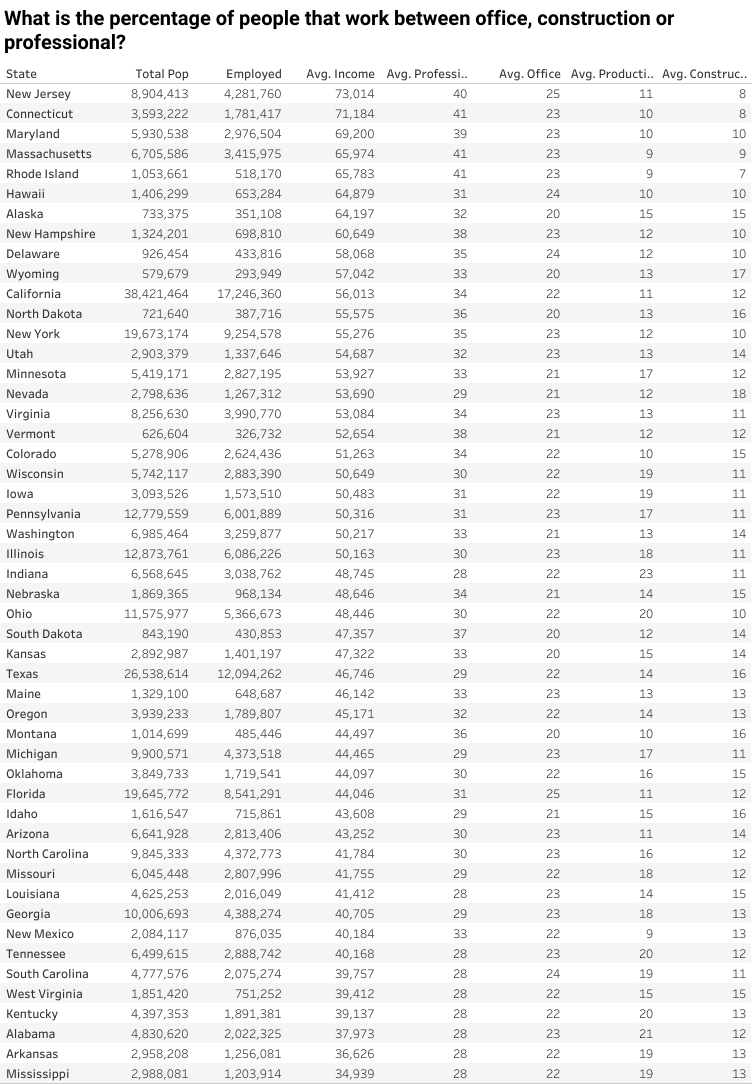 What is the percentage of people that work between office, construction or
professional?
State Total Pop Employed Avg. Income Avg. Professi.. Avg. Office Avg. Producti.. Avg. Construc..
New Jersey 8,904,413 4,281,760 73,014 40 25 11 8
Connecticut 3,593,222 1,781,417 71,184 41 23 10 8
Maryland 5,930,538 2,976,504 69,200 39 23 10 10
Massachusetts 6,705,586 3,415,975 65,974 41 23 9 9
Rhode Island 1,053,661 518,170 65,783 41 23 9 7
Hawaii 1,406,299 653,284 64,879 31 24 10 10
Alaska 733,375 351,108 64,197 32 20 15 15
New Hampshire 1,324,201 698,810 60,649 38 23 12 10
Delaware 926,454 433,816 58,068 35 24 12 10
Wyoming 579,679 293,949 57,042 33 20 13 17
California 38,421,464 17,246,360 56,013 34 22 11 12
North Dakota 721,640 387,716 55,575 36 20 13 16
New York 19,673,174 9,254,578 55,276 35 23 12 10
Utah 2,903,379 1,337,646 54,687 32 23 13 14
Minnesota 5,419,171 2,827,195 53,927 33 21 17 12
Nevada 2,798,636 1,267,312 53,690 29 21 12 18
Virginia 8,256,630 3,990,770 53,084 34 23 13 11
Vermont 626,604 326,732 52,654 38 21 12 12
Colorado 5,278,906 2,624,436 51,263 34 22 10 15
Wisconsin 5,742,117 2,883,390 50,649 30 22 19 11
Iowa 3,093,526 1,573,510 50,483 31 22 19 11
Pennsylvania 12,779,559 6,001,889 50,316 31 23 17 11
Washington 6,985,464 3,259,877 50,217 33 21 13 14
Illinois 12,873,761 6,086,226 50,163 30 23 18 11
Indiana 6,568,645 3,038,762 48,745 28 22 23 11
Nebraska 1,869,365 968,134 48,646 34 21 14 15
Ohio 11,575,977 5,366,673 48,446 30 22 20 10
South Dakota 843,190 430,853 47,357 37 20 12 14
Kansas 2,892,987 1,401,197 47,322 33 20 15 14
Texas 26,538,614 12,094,262 46,746 29 22 14 16
Maine 1,329,100 648,687 46,142 33 23 13 13
Oregon 3,939,233 1,789,807 45,171 32 22 14 13
Montana 1,014,699 485,446 44,497 36 20 10 16
Michigan 9,900,571 4,373,518 44,465 29 23 17 11
Oklahoma 3,849,733 1,719,541 44,097 30 22 16 15
Florida 19,645,772 8,541,291 44,046 31 25 11 12
Idaho 1,616,547 715,861 43,608 29 21 15 16
Arizona 6,641,928 2,813,406 43,252 30 23 11 14
North Carolina 9,845,333 4,372,773 41,784 30 23 16 12
Missouri 6,045,448 2,807,996 41,755 29 22 18 12
Louisiana 4,625,253 2,016,049 41,412 28 23 14 15
Georgia 10,006,693 4,388,274 40,705 29 23 18 13
New Mexico 2,084,117 876,035 40,184 33 22 9 13
Tennessee 6,499,615 2,888,742 40,168 28 23 20 12
South Carolina 4,777,576 2,075,274 39,757 28 24 19 11
West Virginia 1,851,420 751,252 39,412 28 22 15 15
Kentucky 4,397,353 1,891,381 39,137 28 22 20 13
Alabama 4,830,620 2,022,325 37,973 28 23 21 12
Arkansas 2,958,208 1,256,081 36,626 28 22 19 13
Mississippi 2,988,081 1,203,914 34,939 28 22 19 13